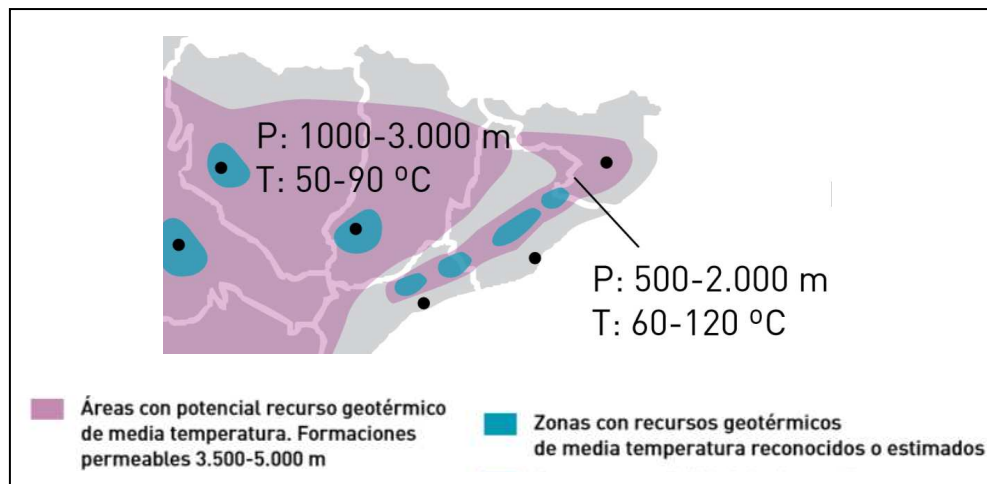 P: 1000-3.000 m
T: 50-90 ºC
P: 500-2.000 m
T: 60-120 ºC
Áreas con potencial recurso geotérmico
de media temperatura. Formaciones
permeables 3.500-5.000 m
Zonas con recursos geotérmicos
de media temperatura reconocidos o estimados